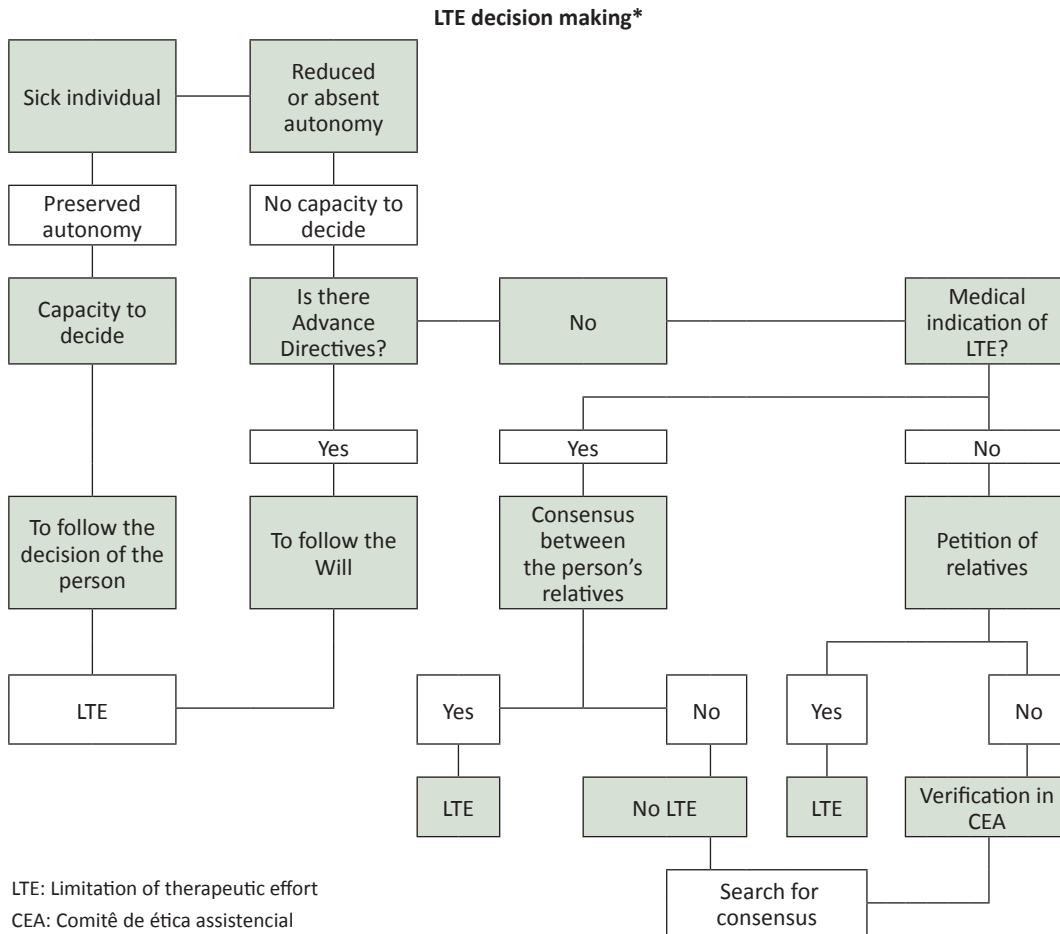 LTE decision making*
Sick individual
Reduced
or absent
autonomy
Preserved
autonomy
No capacity to
decide
Capacity to
decide
Is there
Advance
Directives?
No
Medical
indication of
LTE?
Yes
Yes
No
To follow the
decision of the
person
To follow the
Will
Consensus
between
the person's
relatives
Petition of
relatives
LTE
Yes
No
Yes
No
LTE
No LTE
LTE
Verification in
CEA
Search for
consensus
LTE: Limitation of therapeutic effort
CEA: Comitê de ética assistencial